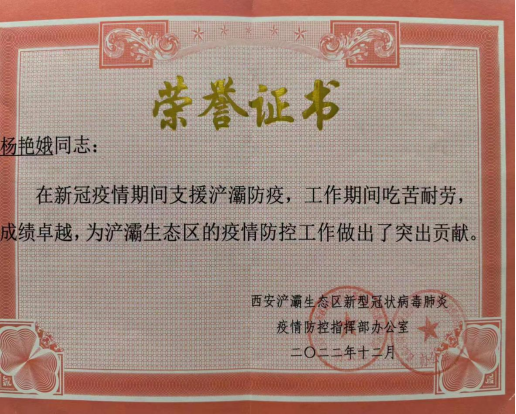 荣誉证书
杨艳娥同志：
在新冠疫情期间支援浐灞防疫，工作期间吃苦耐劳，
成绩卓越，为浐灞生态区的疫情防控工作做出了突出贡献。
西安浐灞生态区新型冠状病毒肺炎
疫情防控指挥部办公室
二〇二二年十二月